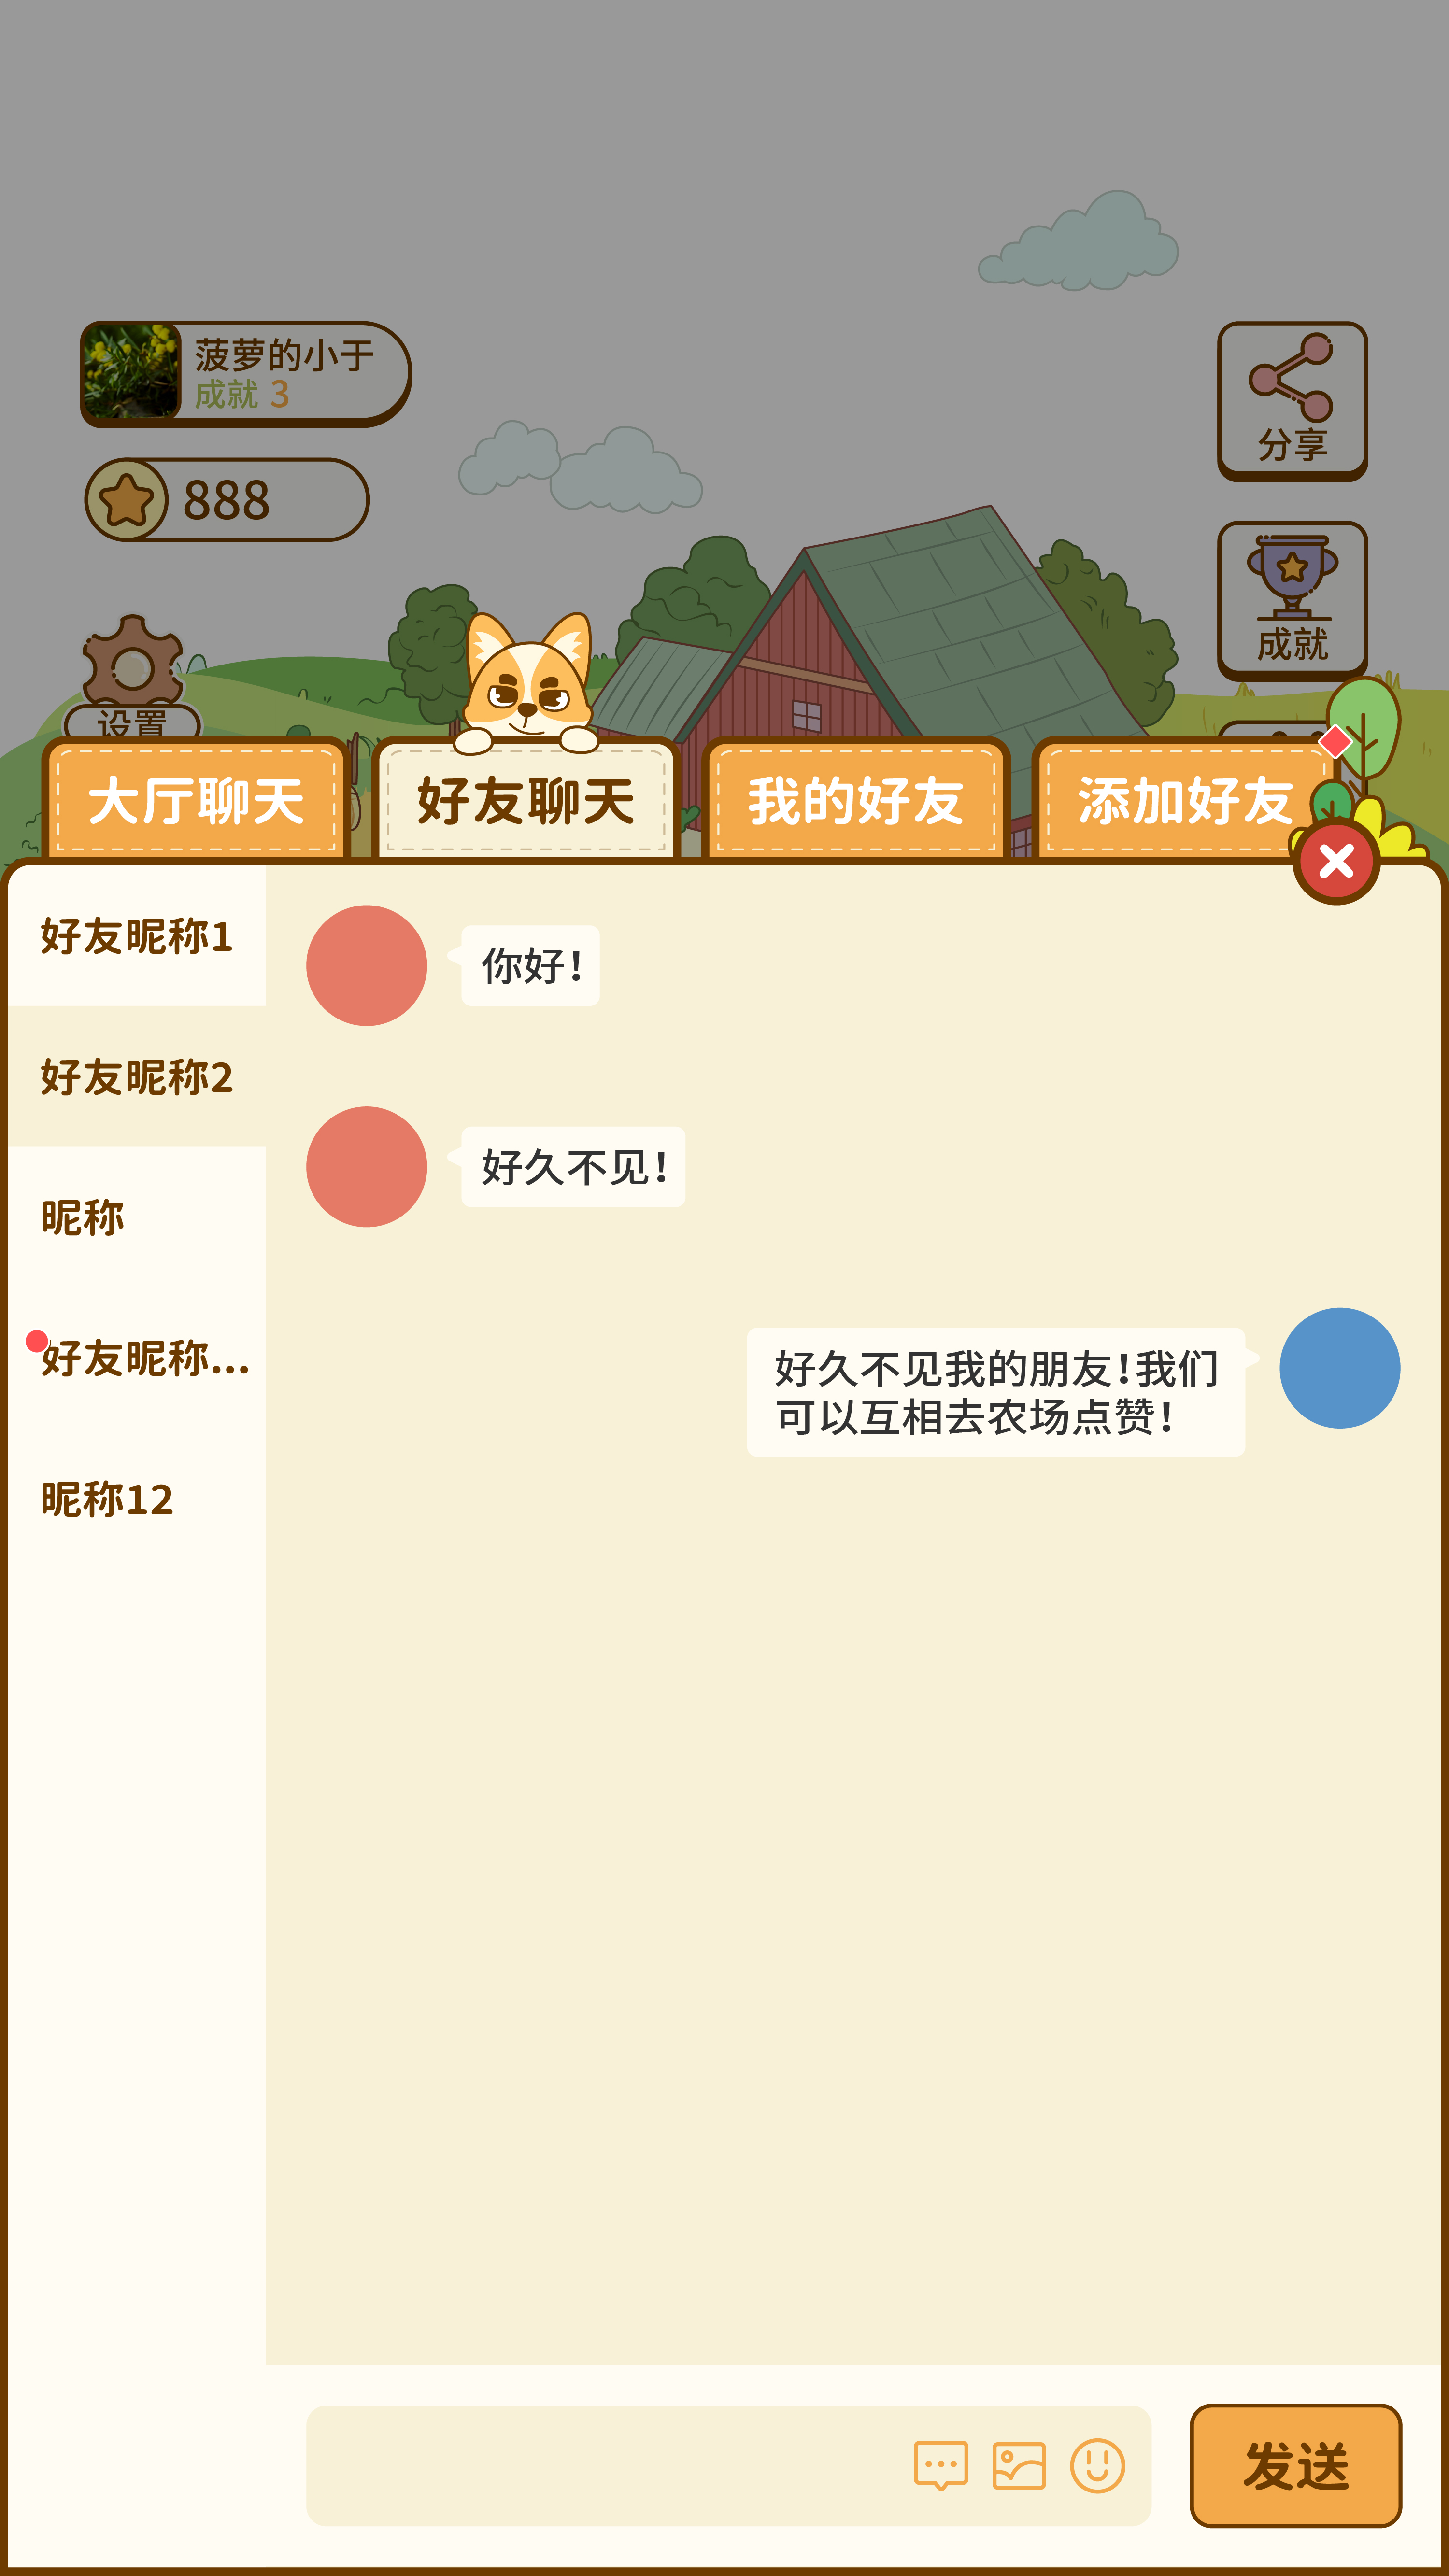 菠萝的小于
成就 3
888
分享
成就
设置
大厅聊天
好友聊天
我的好友
添加好友
好友昵称1
好友昵称2
昵称
好友昵称...
昵称12
你好！
好久不见！
好久不见我的朋友！我们
可以互相去农场点赞！
发送